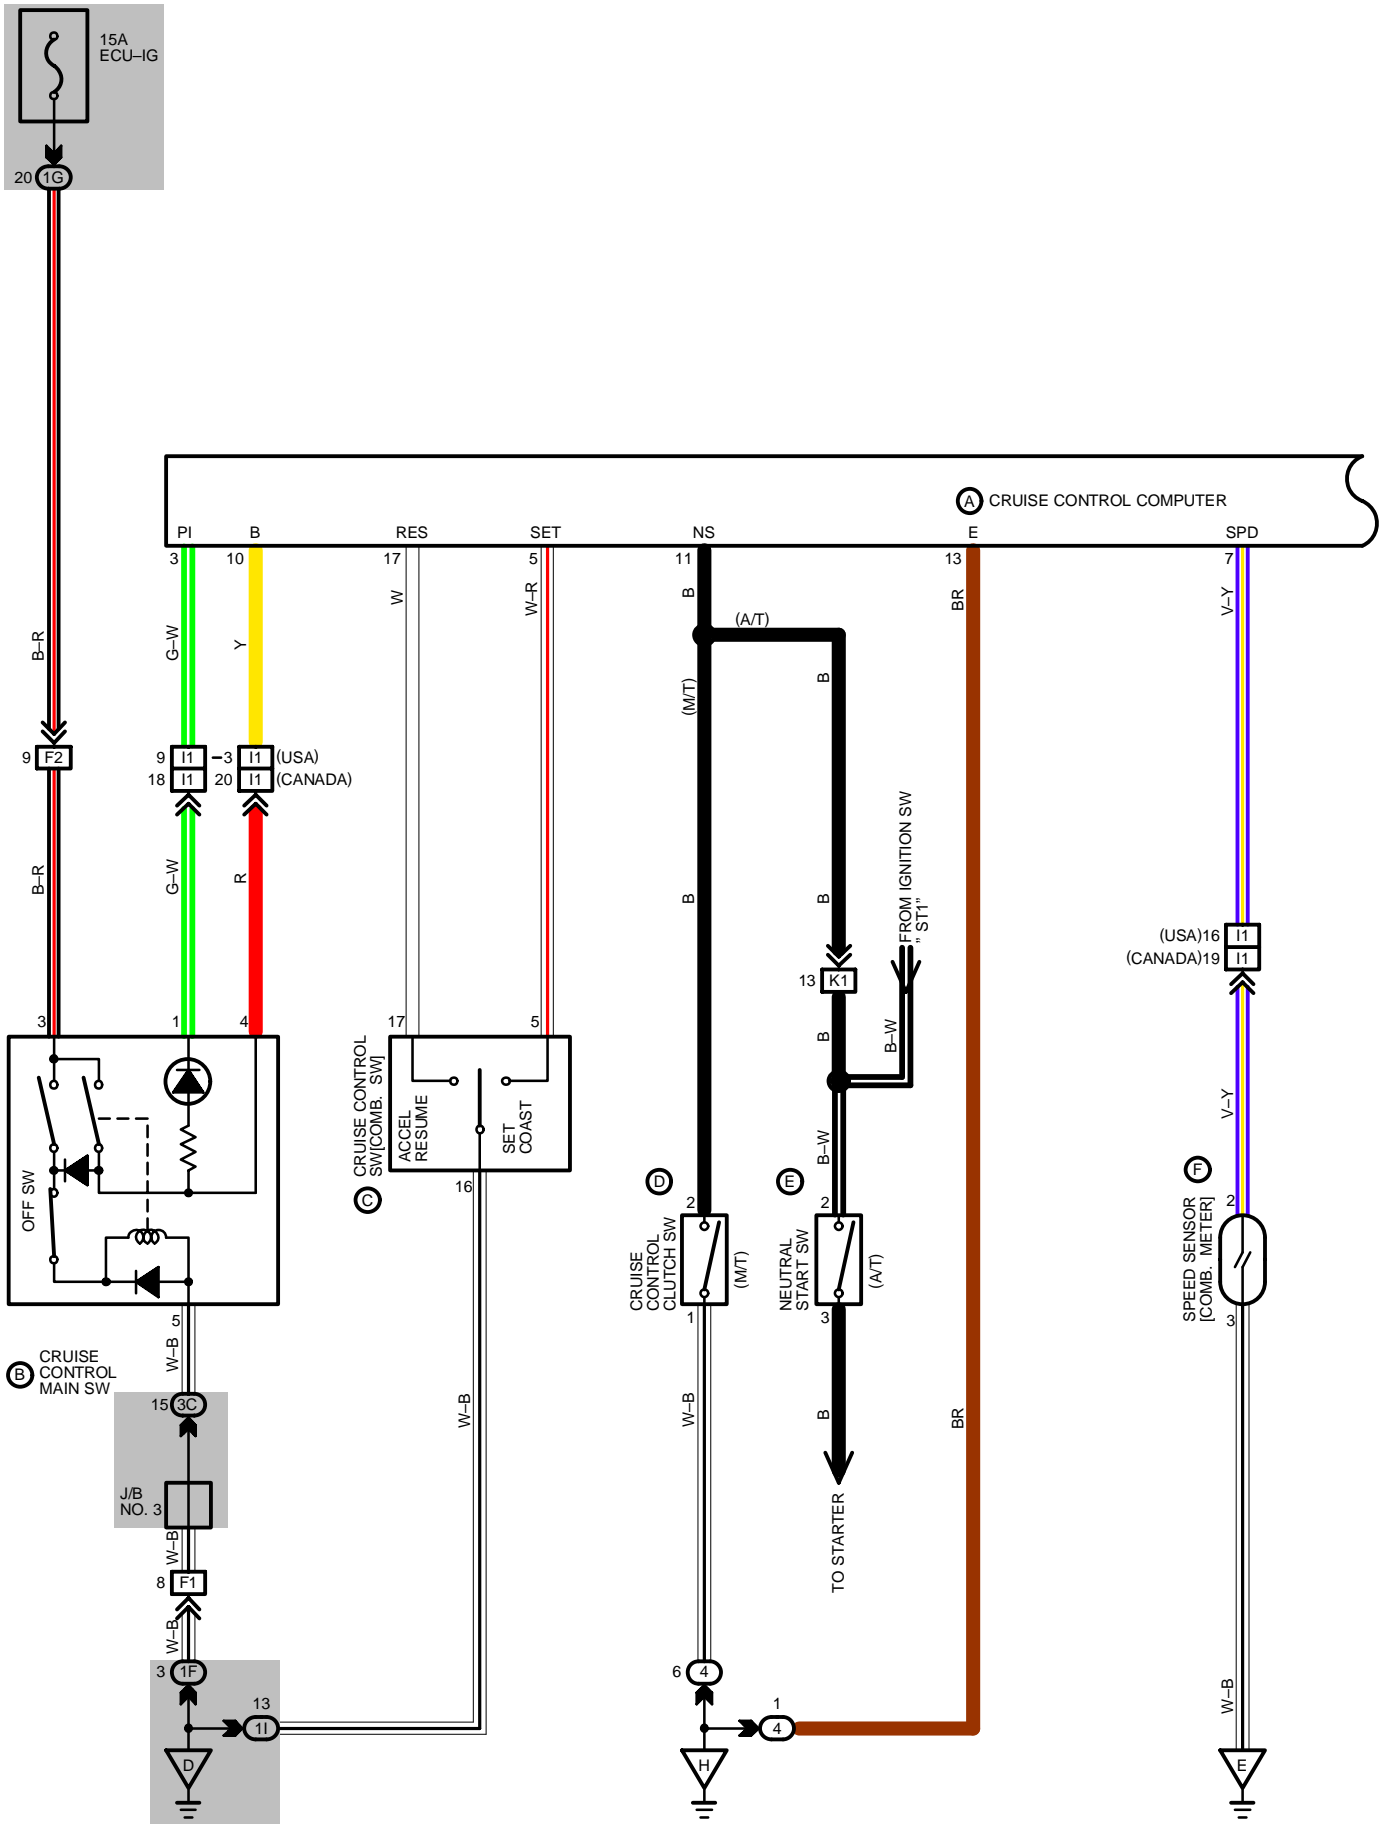 15A
ECU–IG
20 1G
A CRUISE CONTROL COMPUTER
PI B RES SET NS E SPD
3 10 17 5 11 13 7
B–R
G–W
Y
W
W–R
B
(A/T)
(M/T)
B
BR
V–Y
9 F2
9 I1 –3 I1 (USA)
18 I1 20 I1 (CANADA)
B–R
G–W
R
B
B
FROM IGNITION SW
" ST1"
(USA)16 I1
(CANADA)19 I1
13 K1
B
B–W
V–Y
3 1 4
17 5
OFF SW
CRUISE CONTROL
SW[COMB. SW]
C
ACCEL
RESUME
SET
COAST
16
B–W
D
E
F
2 2 2
CRUISE
CONTROL
CLUTCH SW
(M/T)
NEUTRAL
START SW
(A/T)
SPEED SENSOR
[COMB. METER]
5
1 3 3
W–B
B CRUISE
CONTROL
MAIN SW
15 3C
W–B
W–B
B
BR
J/B
NO. 3
TO STARTER
W–B
8 F1
W–B
3 1F
6 4
W–B
13
1I
1
4
D
H
E